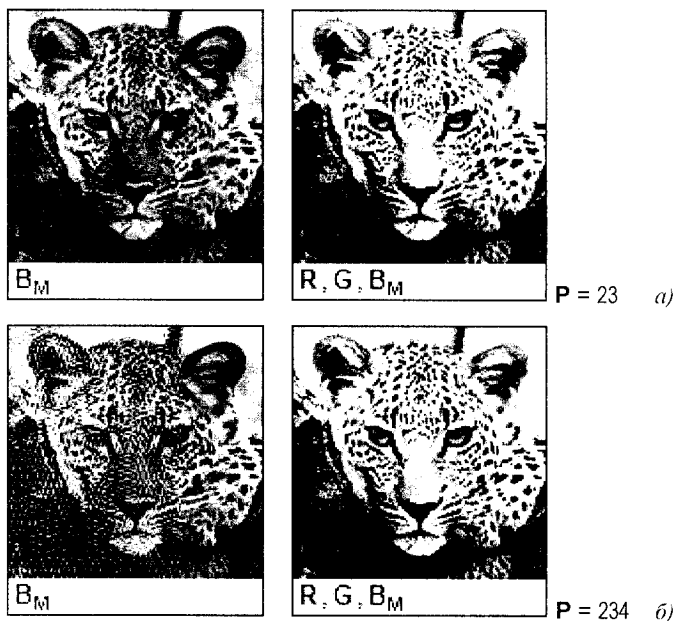 B_M
R, G, B_M
P = 23 а)
B_M
R, G, B_M
P = 234 б)